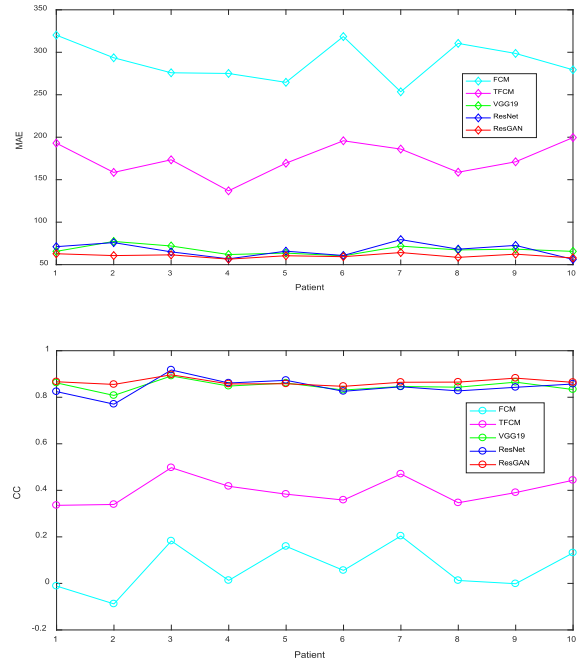 350
300
250
200
150
100
50
MAE
FCM
TFCM
VGG19
ResNet
ResGAN
1 2 3 4 5 6 7 8 9 10
Patient
1
0.8
0.6
0.4
0.2
0
-0.2
CC
FCM
TFCM
VGG19
ResNet
ResGAN
1 2 3 4 5 6 7 8 9 10
Patient